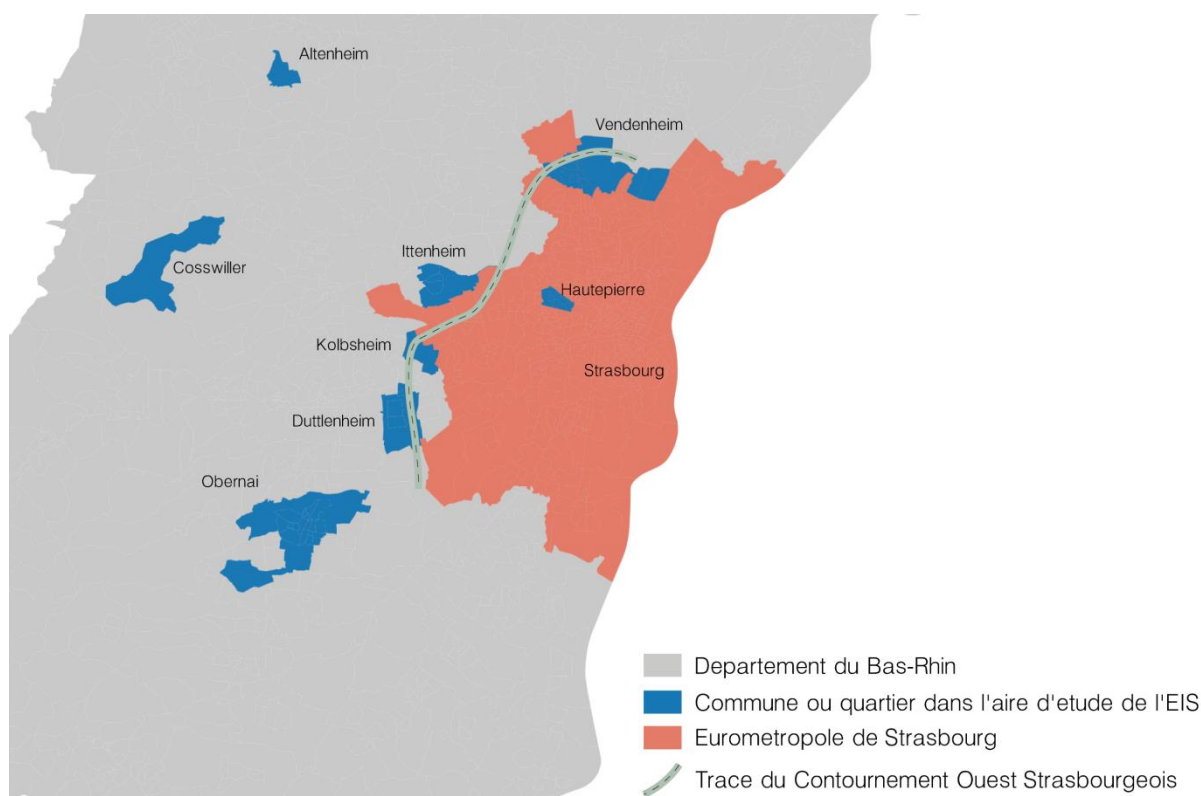 Altenheim
Vendenheim
Cosswiller
Ittenheim
Hautepierre
Kolbsheim
Strasbourg
Duttlenheim
Obernai
Departement du Bas-Rhin
Commune ou quartier dans l'aire d'etude de l'EIS
Eurometropole de Strasbourg
Trace du Contournement Ouest Strasbourgeois